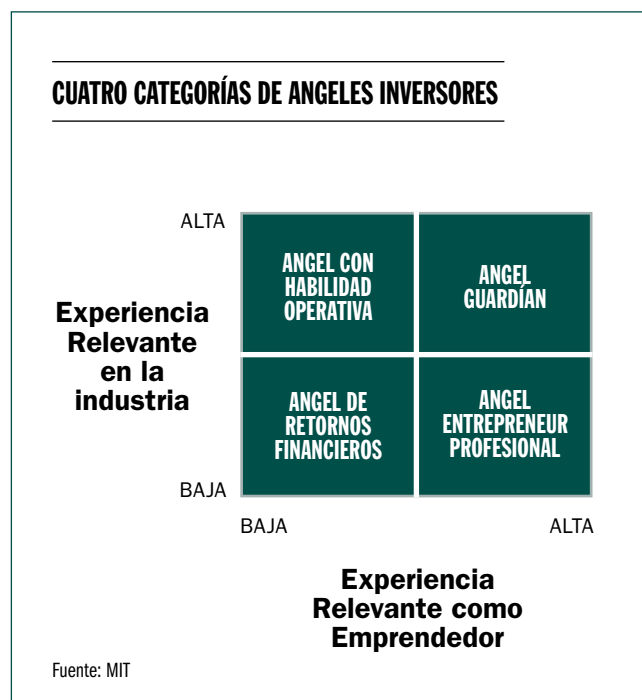 CUATRO CATEGORÍAS DE ANGELES INVERSORES
ALTA
ANGEL CON
HABILIDAD
OPERATIVA
ANGEL
GUARDÍAN
Experiencia
Relevante
en la
industria
ANGEL DE
RETORNOS
FINANCIEROS
ANGEL
ENTREPRENEUR
PROFESIONAL
BAJA
BAJA
ALTA
Experiencia
Relevante como
Emprendedor
Fuente: MIT